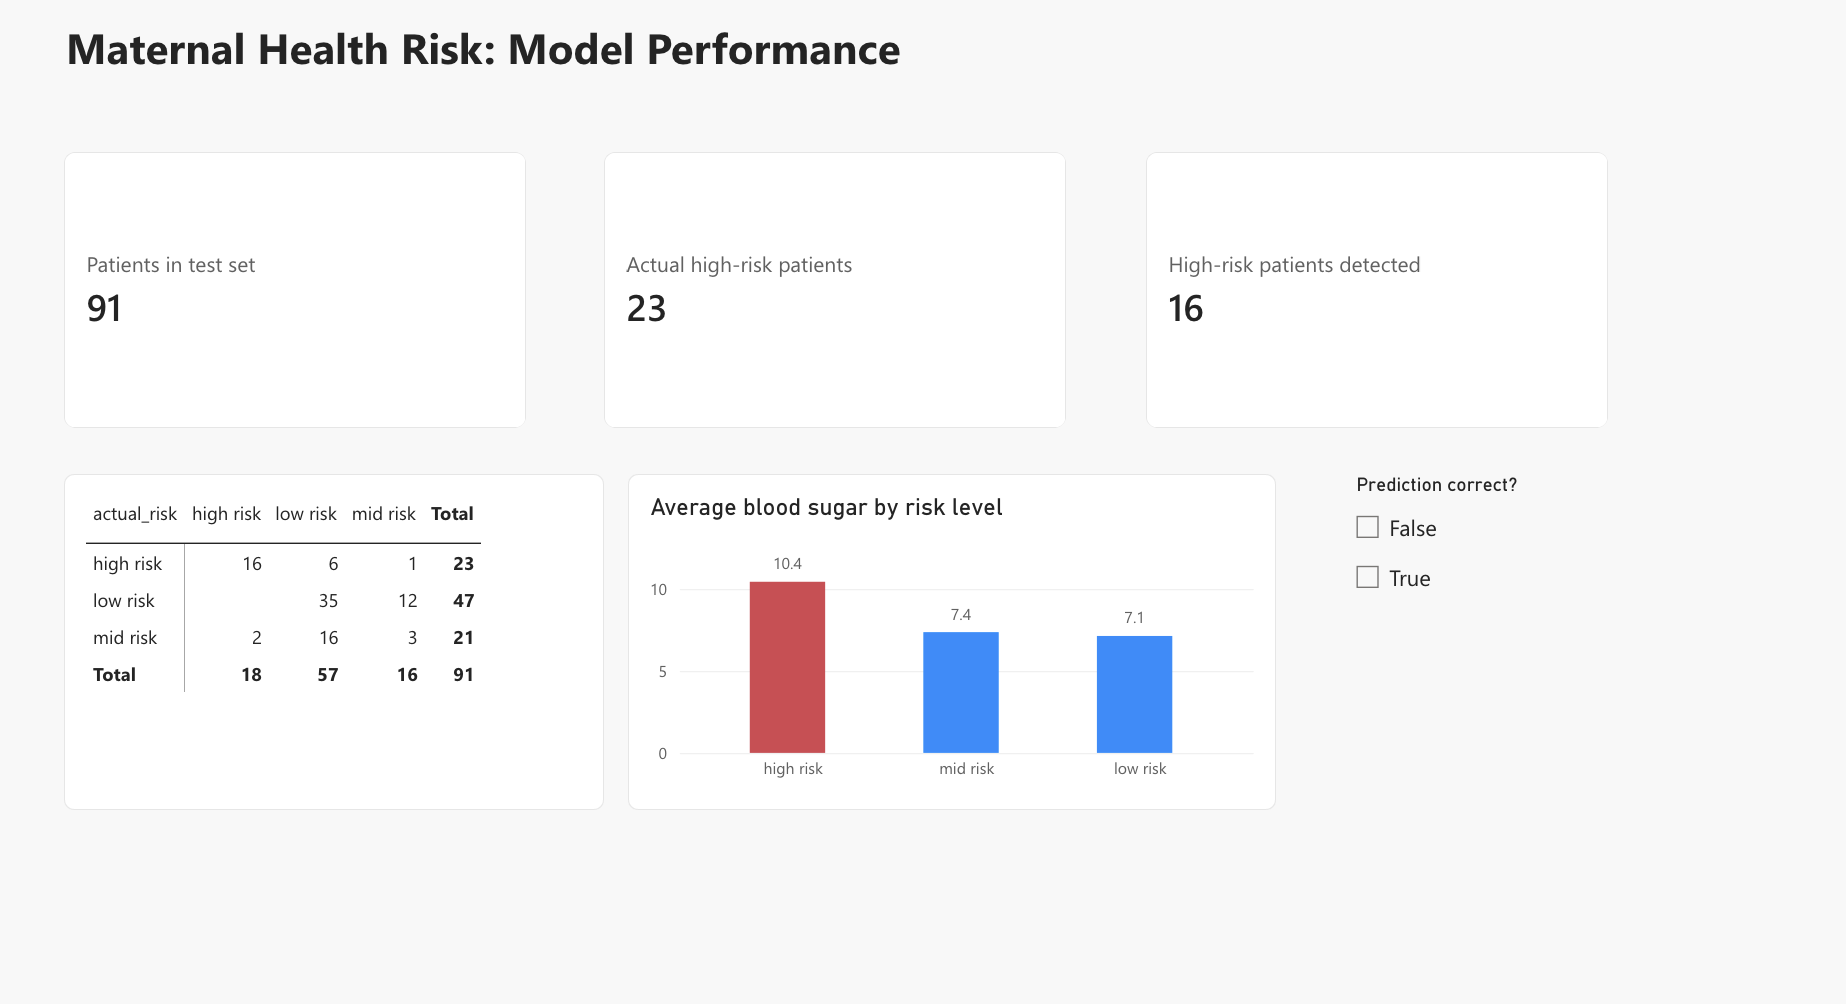 Maternal Health Risk: Model Performance
Patients in test set
91
Actual high-risk patients
23
High-risk patients detected
16
actual_risk high risk low risk mid risk Total
high risk 16 6 1 23
low risk 35 12 47
mid risk 2 16 3 21
Total 18 57 16 91
Average blood sugar by risk level
10.4
7.4
7.1
10
5
0
high risk mid risk low risk
Prediction correct?
False
True